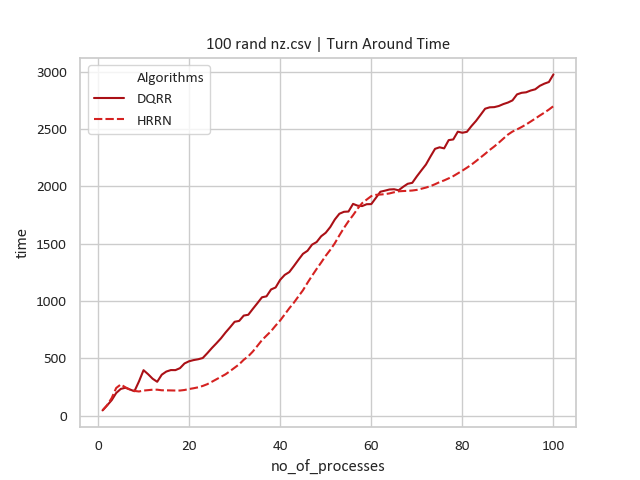 100 rand nz.csv | Turn Around Time
Algorithms
DQRR
HRRN
3000
2500
2000
1500
1000
500
0
time
0 20 40 60 80 100
no_of_processes